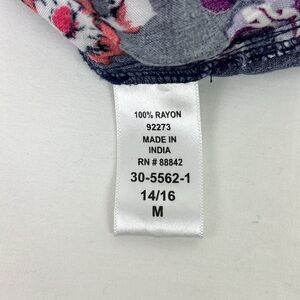 100% RAYON
92273
MADE IN
INDIA
RN # 88842
30-5562-1
14/16
M